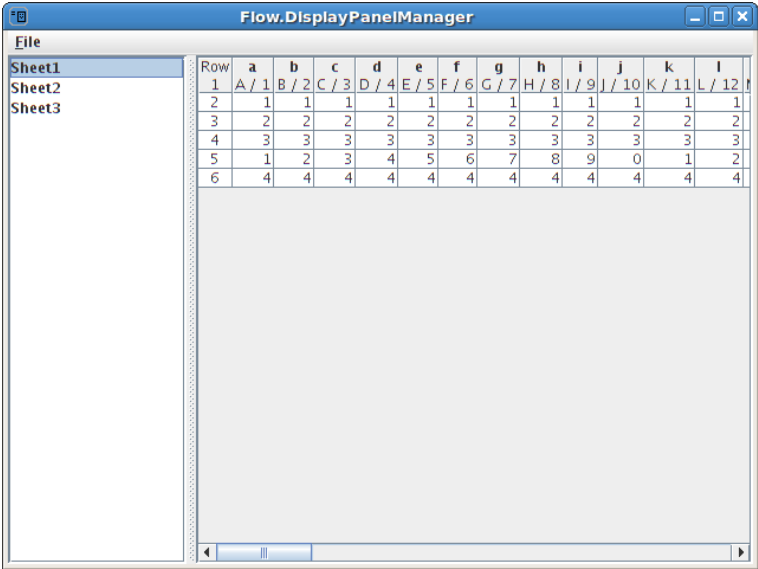 Flow.DIsplayPanelManager
File
Sheet1
Sheet2
Sheet3
Row a b c d e f g h i j k l
1 A / 1 B / 2 C / 3 D / 4 E / 5 F / 6 G / 7 H / 8 I / 9 J / 10 K / 11 L / 12
2 1 1 1 1 1 1 1 1 1 1 1 1
3 2 2 2 2 2 2 2 2 2 2 2 2
4 3 3 3 3 3 3 3 3 3 3 3 3
5 1 2 3 4 5 6 7 8 9 0 1 2
6 4 4 4 4 4 4 4 4 4 4 4 4